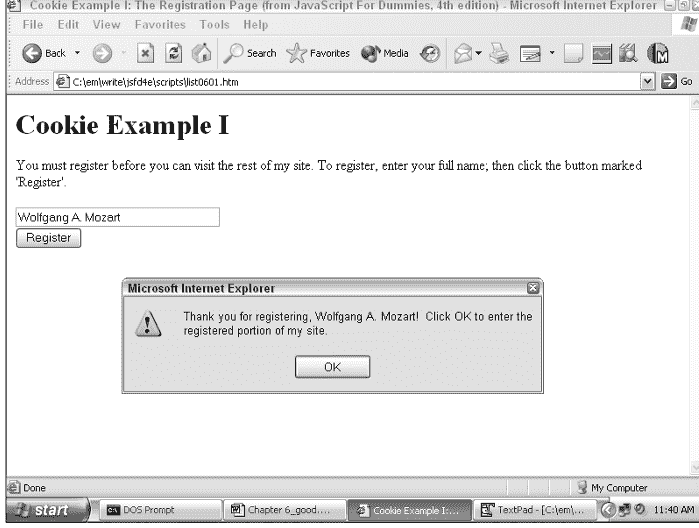 Cookie Example I: The Registration Page (from JavaScript For Dummies, 4th edition) - Microsoft Internet Explorer
File Edit View Favorites Tools Help
Back Search Favorites Media
Address C:\em\write\jsfd4e\scripts\list0601.htm Go
Cookie Example I
You must register before you can visit the rest of my site. To register, enter your full name; then click the button marked
'Register'.
Wolfgang A. Mozart
Register
Microsoft Internet Explorer
Thank you for registering, Wolfgang A. Mozart! Click OK to enter the
registered portion of my site.
OK
Done My Computer
start DOS Prompt Chapter 6_good.... Cookie Example I:... TextPad - [C:\em\... 11:40 AM